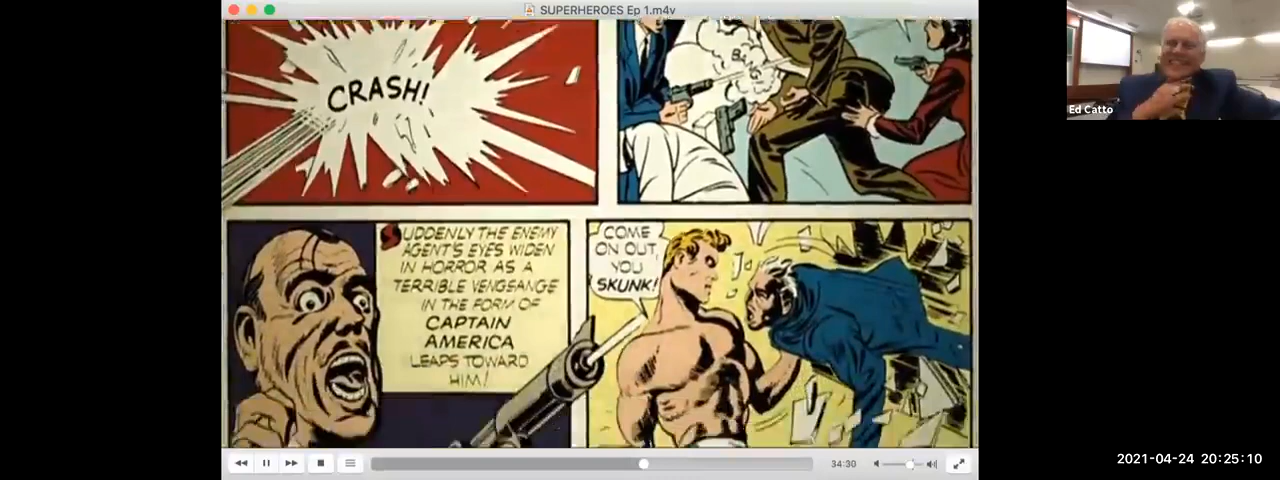 SUPERHEROES Ep 1.m4v
Ed Catto
CRASH!
BA
SUDDENLY THE ENEMY
AGENT'S EYES WIDEN
IN HORROR AS A
TERRIBLE VENGEANCE
IN THE FORM OF
CAPTAIN
AMERICA
LEAPS TOWARD
HIM!
COME
ON OUT,
YOU
SKUNK!
34:30
2021-04-24 20:25:10